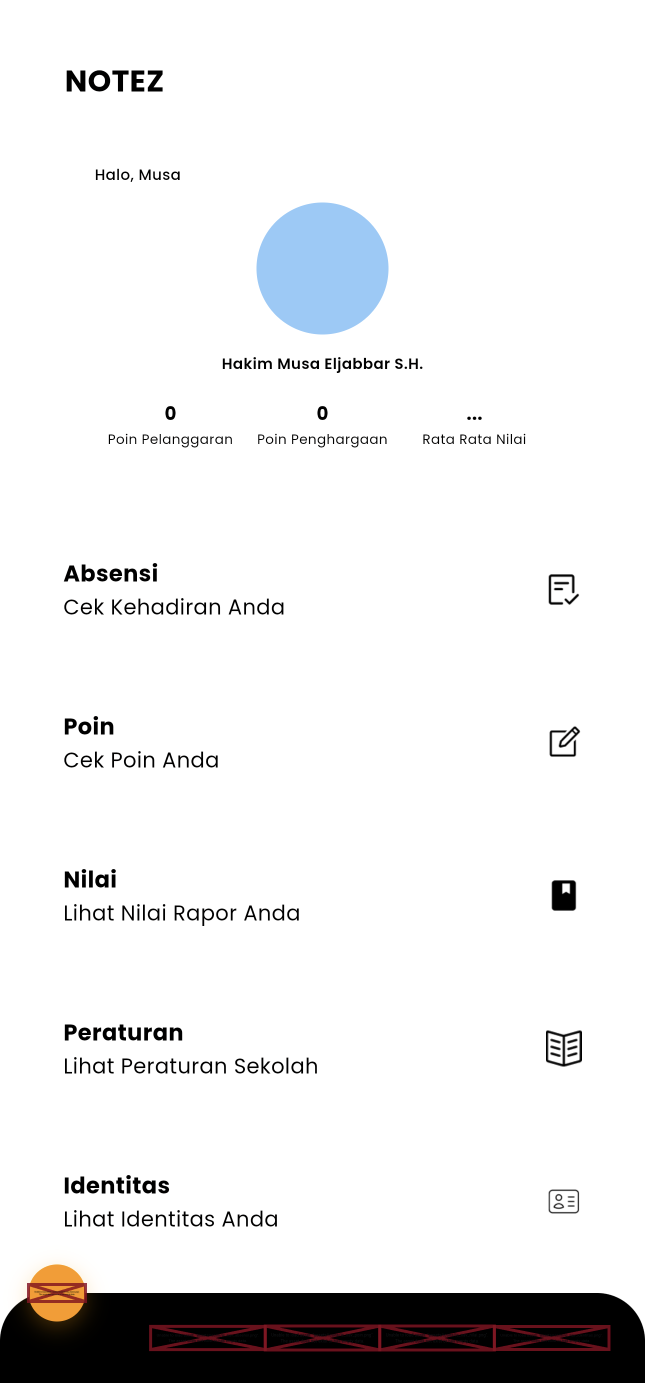 NOTEZ
Halo, Musa
Hakim Musa Eljabbar S.H.
0 0 ...
Poin Pelanggaran Poin Penghargaan Rata Rata Nilai
Absensi
Cek Kehadiran Anda
Poin
Cek Poin Anda
Nilai
Lihat Nilai Rapor Anda
Peraturan
Lihat Peraturan Sekolah
Identitas
Lihat Identitas Anda